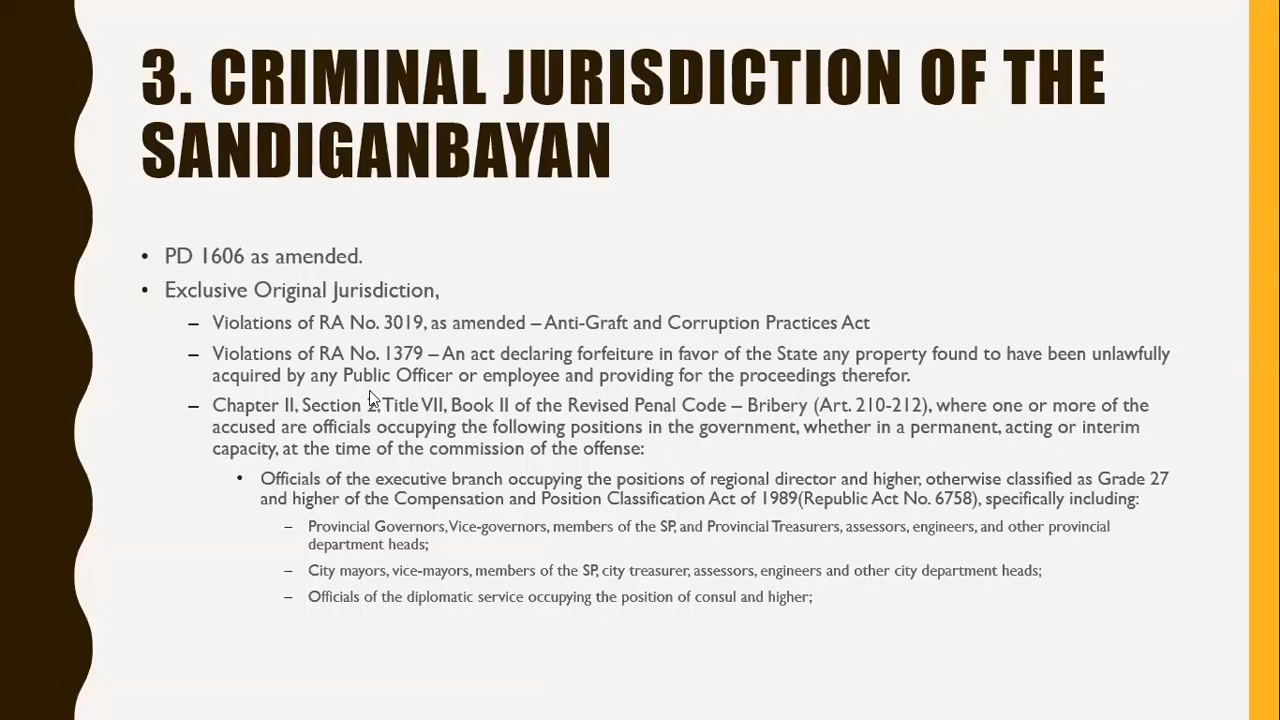 3. CRIMINAL JURISDICTION OF THE
SANDIGANBAYAN
• PD 1606 as amended.
• Exclusive Original Jurisdiction,
– Violations of RA No. 3019, as amended – Anti-Graft and Corruption Practices Act
– Violations of RA No. 1379 – An act declaring forfeiture in favor of the State any property found to have been unlawfully
acquired by any Public Officer or employee and providing for the proceedings therefor.
– Chapter II, Section 2, Title VII, Book II of the Revised Penal Code – Bribery (Art. 210-212), where one or more of the
accused are officials occupying the following positions in the government, whether in a permanent, acting or interim
capacity, at the time of the commission of the offense:
• Officials of the executive branch occupying the positions of regional director and higher, otherwise classified as Grade 27
and higher of the Compensation and Position Classification Act of 1989(Republic Act No. 6758), specifically including:
– Provincial Governors, Vice-governors, members of the SP, and Provincial Treasurers, assessors, engineers, and other provincial
department heads;
– City mayors, vice-mayors, members of the SP, city treasurer, assessors, engineers and other city department heads;
– Officials of the diplomatic service occupying the position of consul and higher;